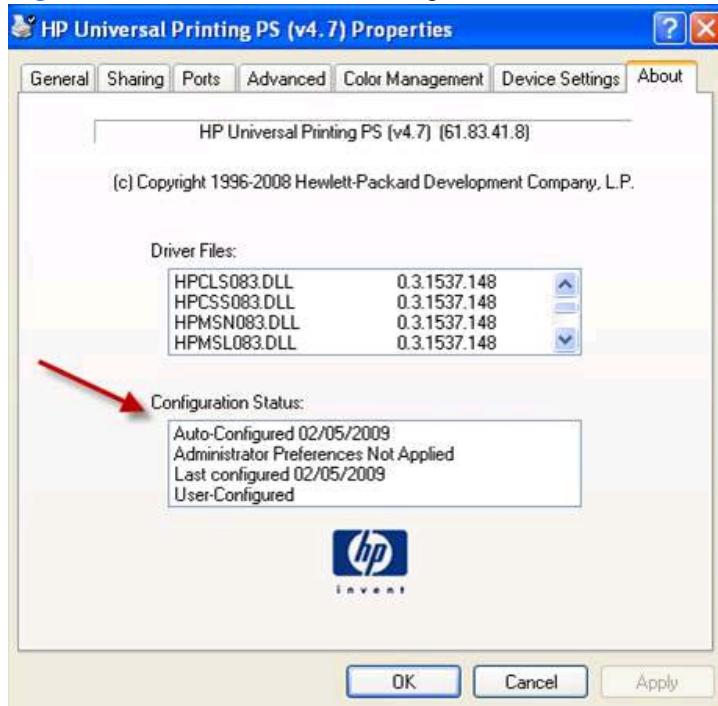 HP Universal Printing PS (v4.7) Properties
General Sharing Ports Advanced Color Management Device Settings About
HP Universal Printing PS (v4.7) (61.83.41.8)
(c) Copyright 1996-2008 Hewlett-Packard Development Company, L.P.
Driver Files:
HPCLS083.DLL 0.3.1537.148
HPCSS083.DLL 0.3.1537.148
HPMSN083.DLL 0.3.1537.148
HPMSL083.DLL 0.3.1537.148
Configuration Status:
Auto-Configured 02/05/2009
Administrator Preferences Not Applied
Last configured 02/05/2009
User-Configured
hp
invent
OK Cancel Apply